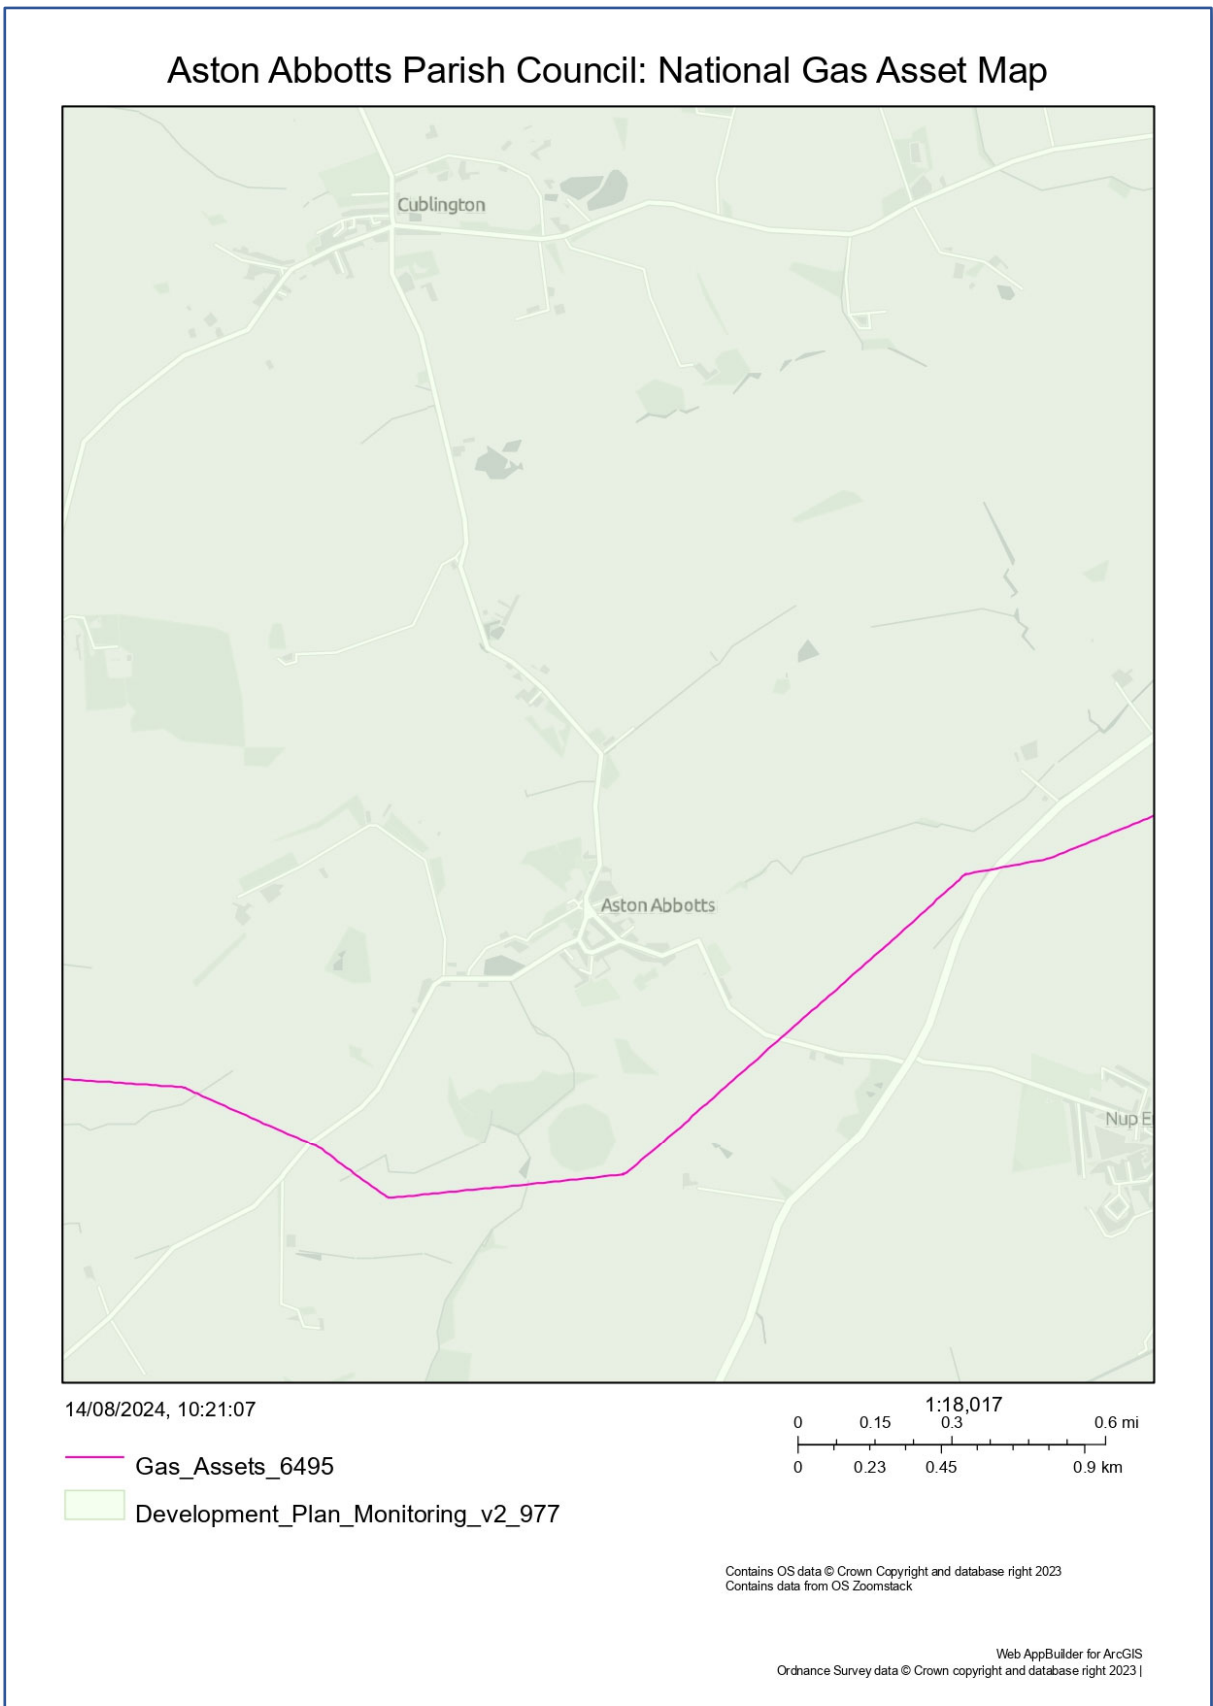 Aston Abbotts Parish Council: National Gas Asset Map
Cublington
Aston Abbotts
Nup E
14/08/2024, 10:21:07
1:18,017
0 0.15 0.3 0.6 mi
0 0.23 0.45 0.9 km
Gas_Assets_6495
Development_Plan_Monitoring_v2_977
Contains OS data © Crown Copyright and database right 2023
Contains data from OS Zoomstack
Web AppBuilder for ArcGIS
Ordnance Survey data © Crown copyright and database right 2023 |